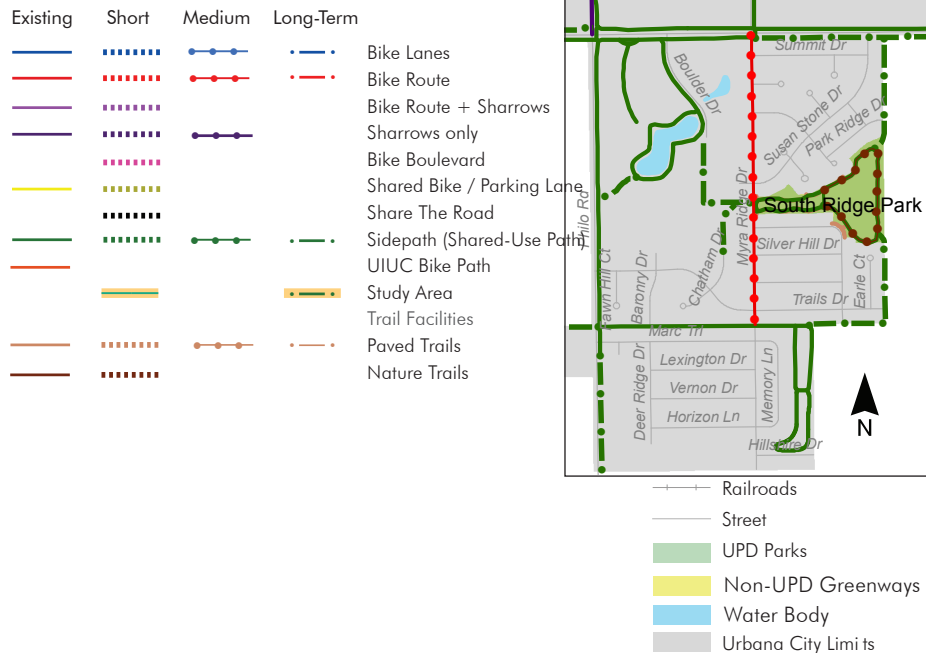 Existing Short Medium Long-Term
Bike Lanes
Bike Route
Bike Route + Sharrows
Sharrows only
Bike Boulevard
Shared Bike / Parking Lane
Share The Road
Sidepath (Shared-Use Path)
UIUC Bike Path
Study Area
Trail Facilities
Paved Trails
Nature Trails
Summit Dr
Boulder Dr
Susan Stone Dr
Park Ridge Dr
Myra Ridge Dr
South Ridge Park
hilo Rd
Silver Hill Dr
Chatham Dr
Baronry Dr
awn Hill Ct
Earle Ct
Trails Dr
Marc Trl
Lexington Dr
Deer Ridge Dr
Vernon Dr
Memory Ln
Horizon Ln
Hillshire Dr
N
Railroads
Street
UPD Parks
Non-UPD Greenways
Water Body
Urbana City Limits